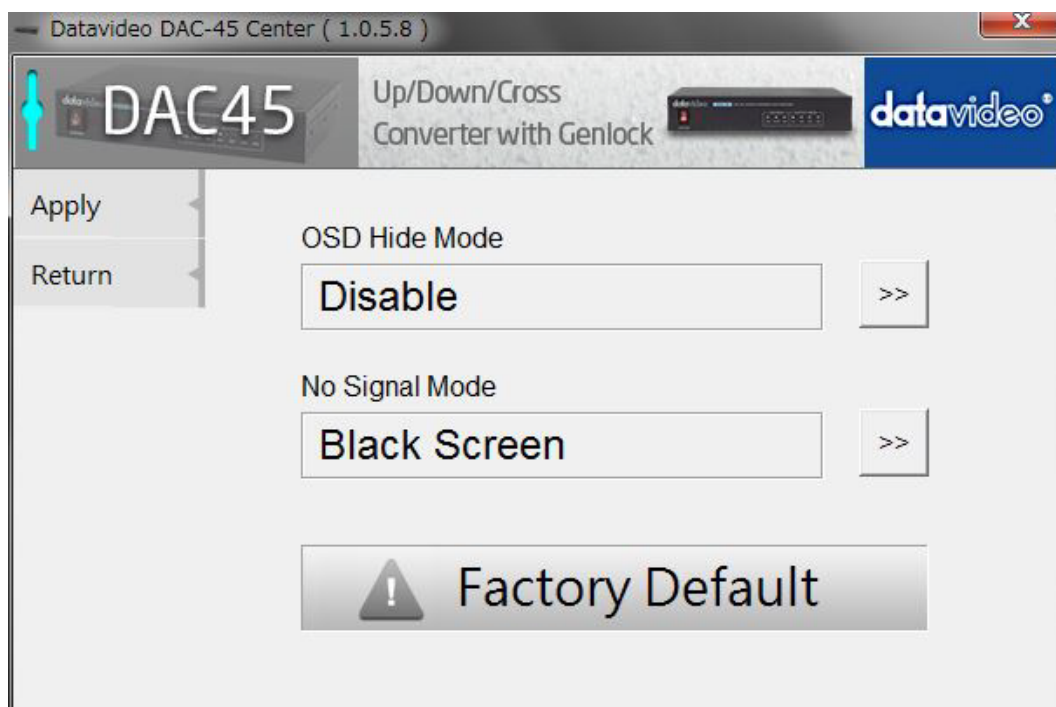 Datavideo DAC-45 Center ( 1.0.5.8 )
DAC45
Up/Down/Cross
Converter with Genlock
datavideo
datavideo®
Apply
Return
OSD Hide Mode
Disable
>>
No Signal Mode
Black Screen
>>
Factory Default